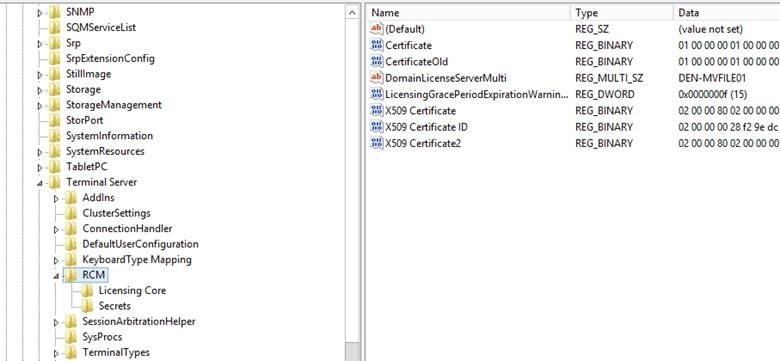 SNMP
SQMServiceList
Srp
SrpExtensionConfig
StillImage
Storage
StorageManagement
StorPort
SystemInformation
SystemResources
TabletPC
Terminal Server
AddIns
ClusterSettings
ConnectionHandler
DefaultUserConfiguration
KeyboardType Mapping
RCM
Licensing Core
Secrets
SessionArbitrationHelper
SysProcs
TerminalTypes
Name Type Data
(Default) REG_SZ (value not set)
Certificate REG_BINARY 01 00 00 00 01 00 00 00
CertificateOld REG_BINARY 01 00 00 00 01 00 00 00
DomainLicenseServerMulti REG_MULTI_SZ DEN-MVFILE01
LicensingGracePeriodExpirationWarnin... REG_DWORD 0x0000000f (15)
X509 Certificate REG_BINARY 02 00 00 80 02 00 00 00
X509 Certificate ID REG_BINARY 02 00 00 00 28 f2 9e dc
X509 Certificate2 REG_BINARY 02 00 00 80 02 00 00 00